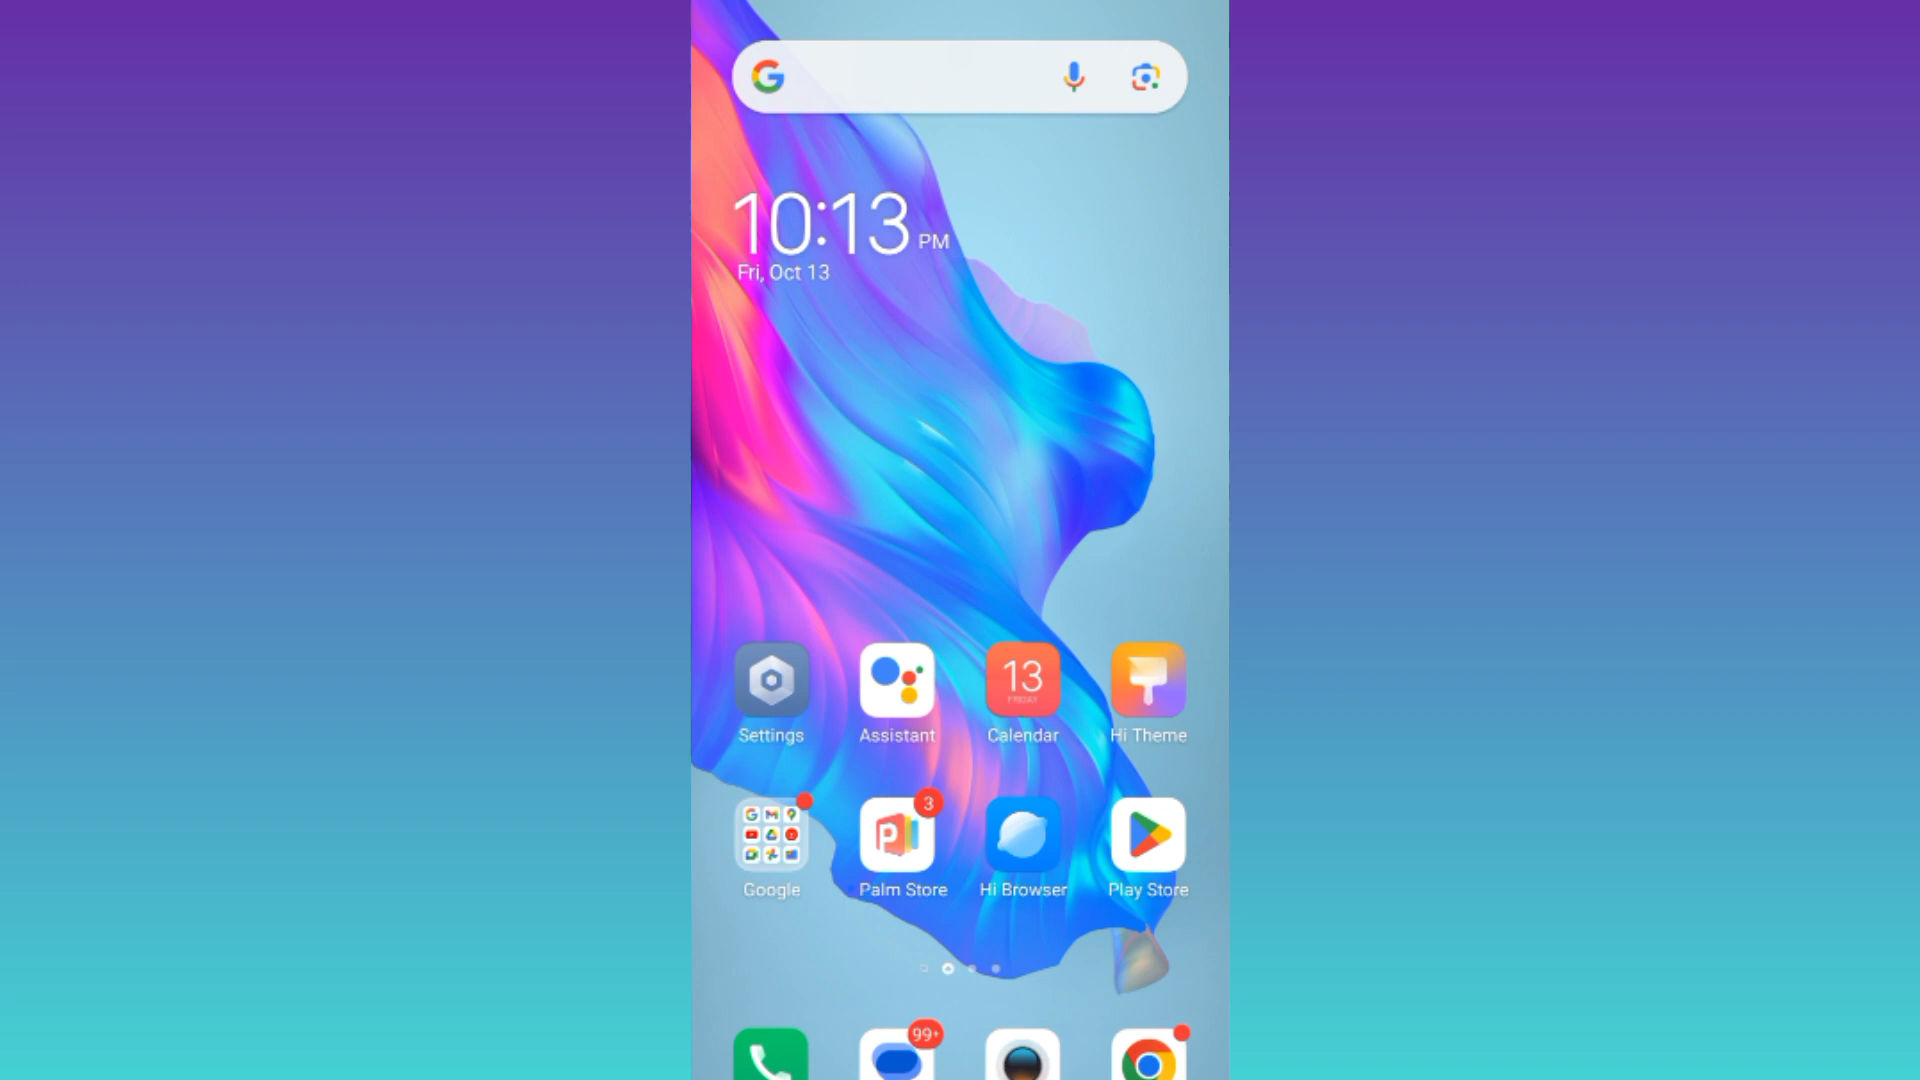 10:13 PM
Fri, Oct 13
13
FRIDAY
Settings
Assistant
Calendar
Hi Theme
3
Google
Palm Store
Hi Browser
Play Store
99+